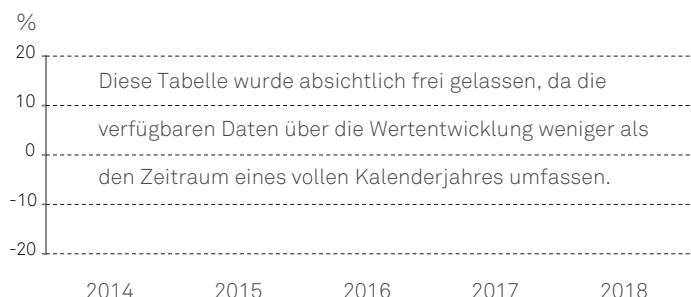 %
20
Diese Tabelle wurde absichtlich frei gelassen, da die
10
verfügbaren Daten über die Wertentwicklung weniger als
0
den Zeitraum eines vollen Kalenderjahres umfassen.
-10
-20
2014 2015 2016 2017 2018